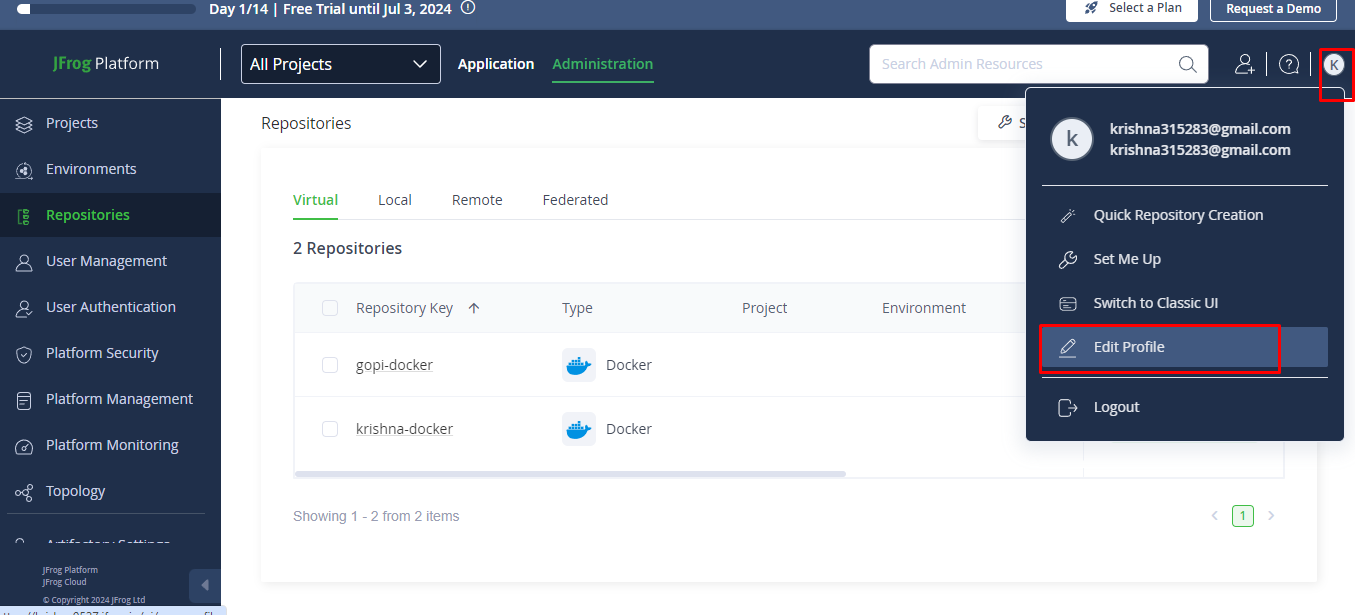 Day 1/14 | Free Trial until Jul 3, 2024
Select a Plan
Request a Demo
JFrog Platform
All Projects
Application
Administration
Search Admin Resources
K
Projects
Environments
Repositories
User Management
User Authentication
Platform Security
Platform Management
Platform Monitoring
Topology
Artifactory Settings
JFrog Platform
JFrog Cloud
© Copyright 2024 JFrog Ltd
Repositories
S
Virtual
Local
Remote
Federated
2 Repositories
Repository Key
Type
Project
Environment
gopi-docker
Docker
krishna-docker
Docker
Showing 1 - 2 from 2 items
1
k
krishna315283@gmail.com
krishna315283@gmail.com
Quick Repository Creation
Set Me Up
Switch to Classic UI
Edit Profile
Logout